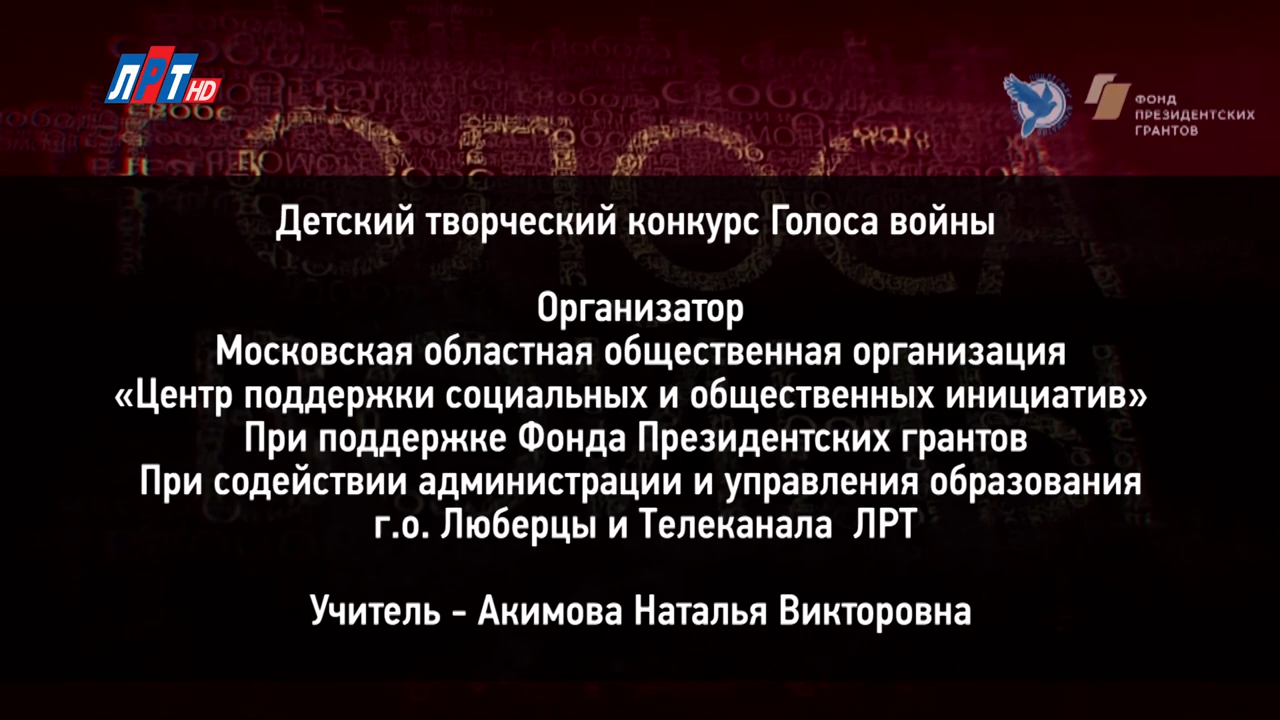 ЛРТ HD
ФОНД
ПРЕЗИДЕНТСКИХ
ГРАНТОВ
ГОЛОСА
Детский творческий конкурс Голоса войны
Организатор
Московская областная общественная организация
«Центр поддержки социальных и общественных инициатив»
При поддержке Фонда Президентских грантов
При содействии администрации и управления образования
г.о. Люберцы и Телеканала ЛРТ
Учитель - Акимова Наталья Викторовна